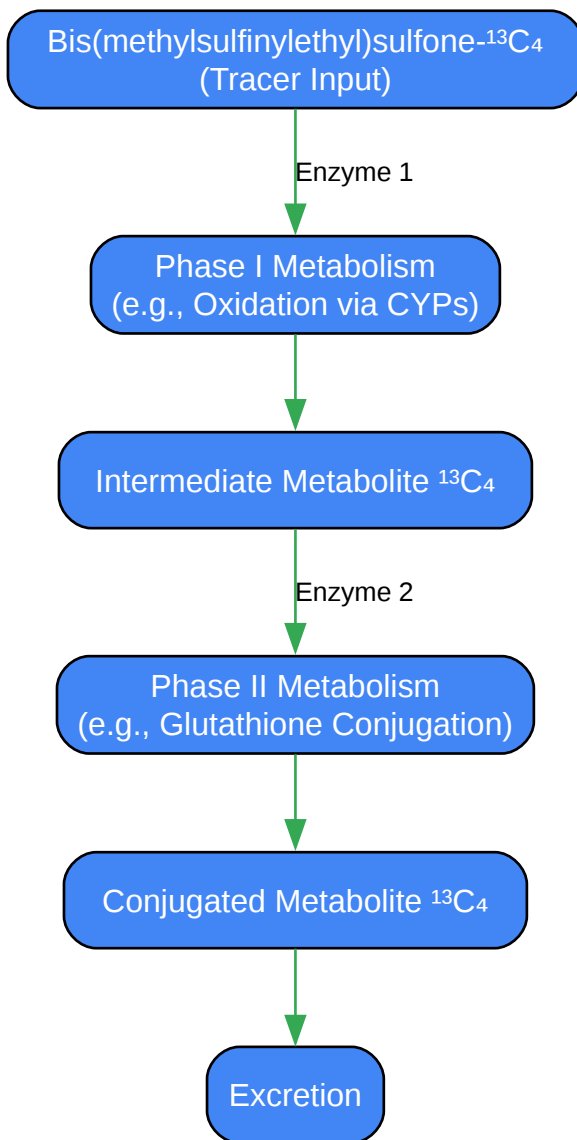 Bis(methylsulfinylethyl)sulfone-¹³C₄
(Tracer Input)
Enzyme 1
Phase I Metabolism
(e.g., Oxidation via CYPs)
Intermediate Metabolite ¹³C₄
Enzyme 2
Phase II Metabolism
(e.g., Glutathione Conjugation)
Conjugated Metabolite ¹³C₄
Excretion